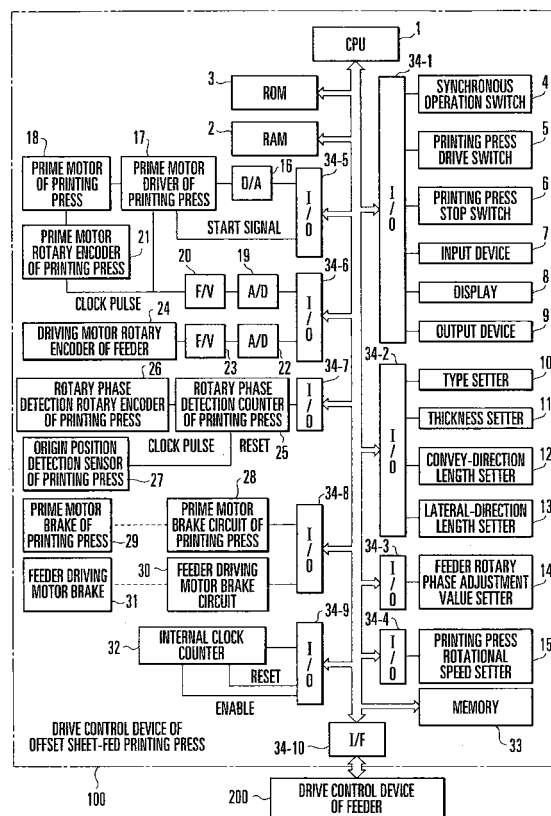 1
CPU
34-1
3
ROM
4
SYNCHRONOUS
OPERATION SWITCH
2
RAM
18
PRIME MOTOR
OF PRINTING
PRESS
17
PRIME MOTOR
DRIVER OF
PRINTING PRESS
16
D/A
34-5
I/O
START SIGNAL
I/O
5
PRINTING PRESS
DRIVE SWITCH
6
PRINTING PRESS
STOP SWITCH
PRIME MOTOR
ROTARY ENCODER
OF PRINTING PRESS
21
20
F/V
19
A/D
34-6
I/O
CLOCK PULSE
7
INPUT DEVICE
8
DISPLAY
9
OUTPUT DEVICE
24
DRIVING MOTOR ROTARY
ENCODER OF FEEDER
F/V
23
A/D
22
34-2
I/O
10
TYPE SETTER
11
THICKNESS SETTER
12
CONVEY-DIRECTION
LENGTH SETTER
13
LATERAL-DIRECTION
LENGTH SETTER
26
ROTARY PHASE
DETECTION ROTARY ENCODER
OF PRINTING PRESS
ROTARY PHASE
DETECTION COUNTER
OF PRINTING PRESS
25
34-7
I/O
CLOCK PULSE
RESET
ORIGIN POSITION
DETECTION SENSOR
OF PRINTING PRESS
27
28
PRIME MOTOR
BRAKE OF PRINTING
PRESS
29
PRIME MOTOR
BRAKE CIRCUIT OF
PRINTING PRESS
34-8
I/O
FEEDER DRIVING
MOTOR BRAKE
31
30
FEEDER DRIVING
MOTOR BRAKE
CIRCUIT
34-3
I/O
FEEDER ROTARY
PHASE ADJUSTMENT
VALUE SETTER
14
34-4
I/O
PRINTING PRESS
ROTATIONAL
SPEED SETTER
15
34-9
I/O
32
INTERNAL CLOCK
COUNTER
RESET
ENABLE
MEMORY
33
DRIVE CONTROL DEVICE OF
OFFSET SHEET-FED PRINTING PRESS
34-10
I/F
100
200
DRIVE CONTROL DEVICE
OF FEEDER